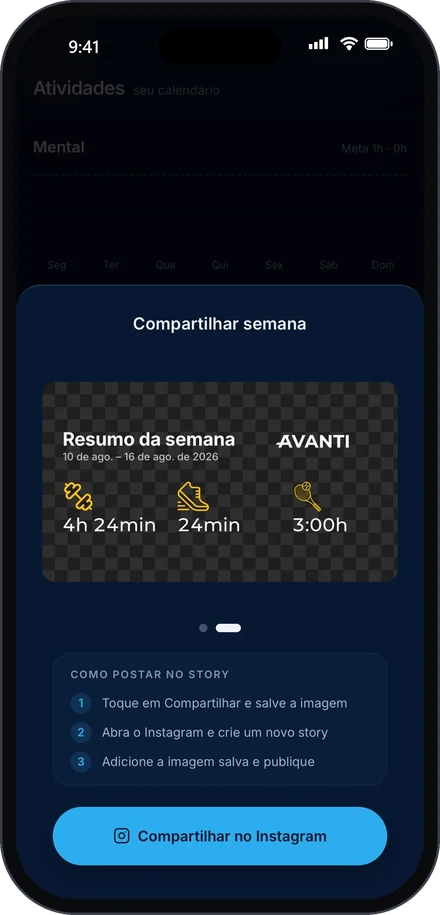 9:41
Atividades seu calendário
Mental Meta 1h · 0h
Seg Ter Qua Qui Sex Sáb Dom
Compartilhar semana
Resumo da semana
AVANTI
10 de ago. – 16 de ago. de 2026
4h 24min 24min 3:00h
COMO POSTAR NO STORY
1 Toque em Compartilhar e salve a imagem
2 Abra o Instagram e crie um novo story
3 Adicione a imagem salva e publique
Compartilhar no Instagram